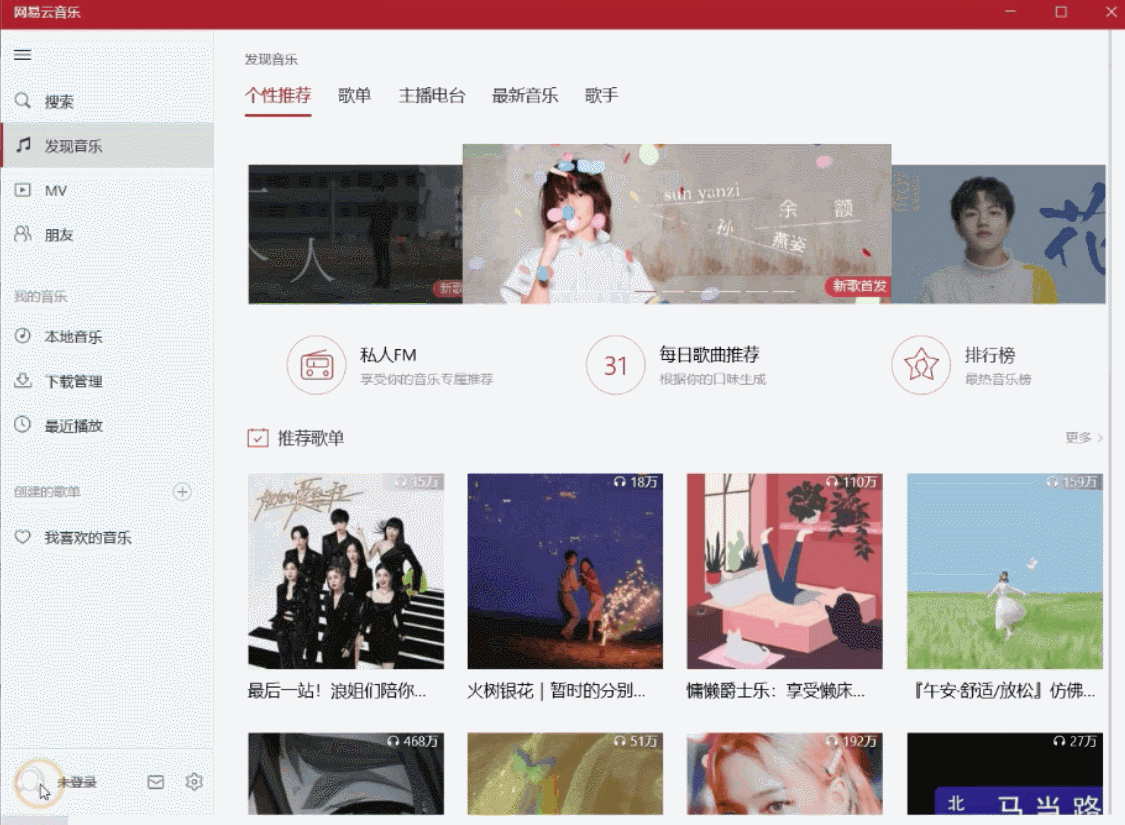 网易云音乐
搜索
发现音乐
MV
朋友
我的音乐
本地音乐
下载管理
最近播放
创建的歌单
我喜欢的音乐
未登录
发现音乐
个性推荐 歌单 主播电台 最新音乐 歌手
人
新歌
sun yanzi
余 额
孙 燕姿
新歌首发
花
私人FM
享受你的音乐专属推荐
31
每日歌曲推荐
根据你的口味生成
排行榜
最热音乐榜
推荐歌单
更多
15万
18万
110万
159万
最后一站！浪姐们陪你...
火树银花 | 暂时的分别...
慵懒爵士乐：享受懒床...
『午安·舒适/放松』仿佛...
468万
51万
192万
27万
北 马当路